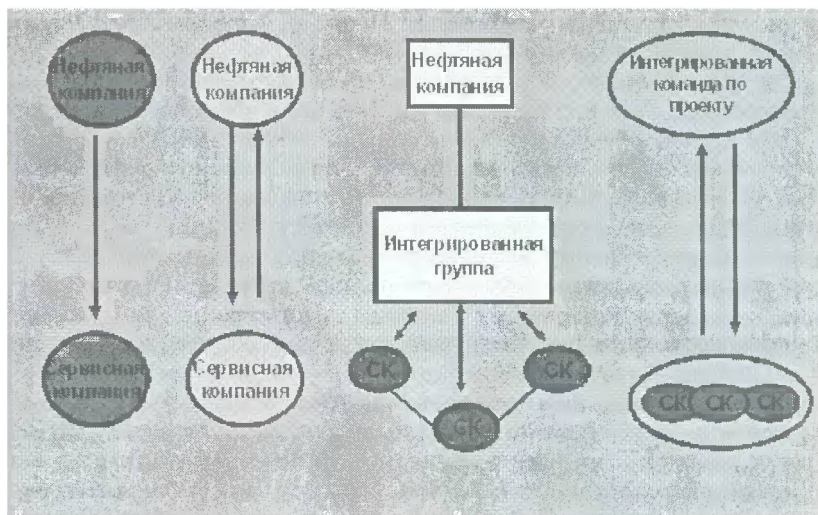 Нефтяная
компания
Нефтяная
компания
Нефтяная
компания
Интегрированная
команда по
проекту
Интегрированная
группа
Сервисная
компания
Сервисная
компания
СК
СК
СК
СК
СК
СК